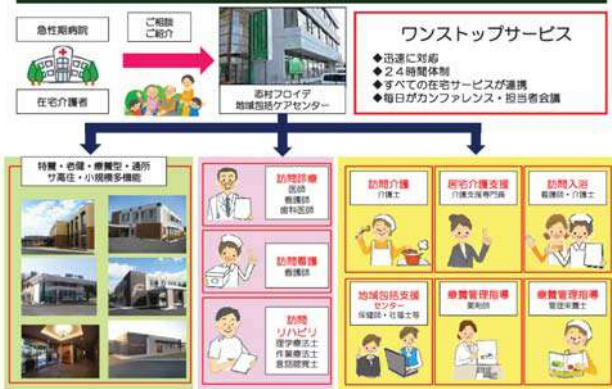 急性期病院
在宅介護者
ご相談
ご紹介
志村フロイデ
地域包括ケアセンター
ワンストップサービス
◆迅速に対応
◆24時間体制
◆すべての在宅サービスが連携
◆毎日がカンファレンス・担当者会議
特養・老健・療養型・通所
サ高住・小規模多機能
訪問診療
医師
看護師
歯科医師
訪問看護
看護師
訪問
リハビリ
理学療法士
作業療法士
言語聴覚士
訪問介護
介護士
居宅介護支援
介護支援専門員
訪問入浴
看護師・介護士
地域包括支援
センター
保健師・社福士等
療養管理指導
薬剤師
療養管理指導
管理栄養士